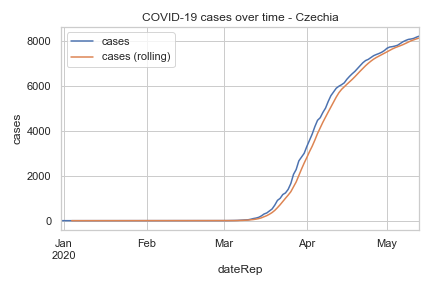 COVID-19 cases over time - Czechia
cases
cases (rolling)
8000
6000
4000
2000
0
cases
Jan
2020
Feb
Mar
Apr
May
dateRep